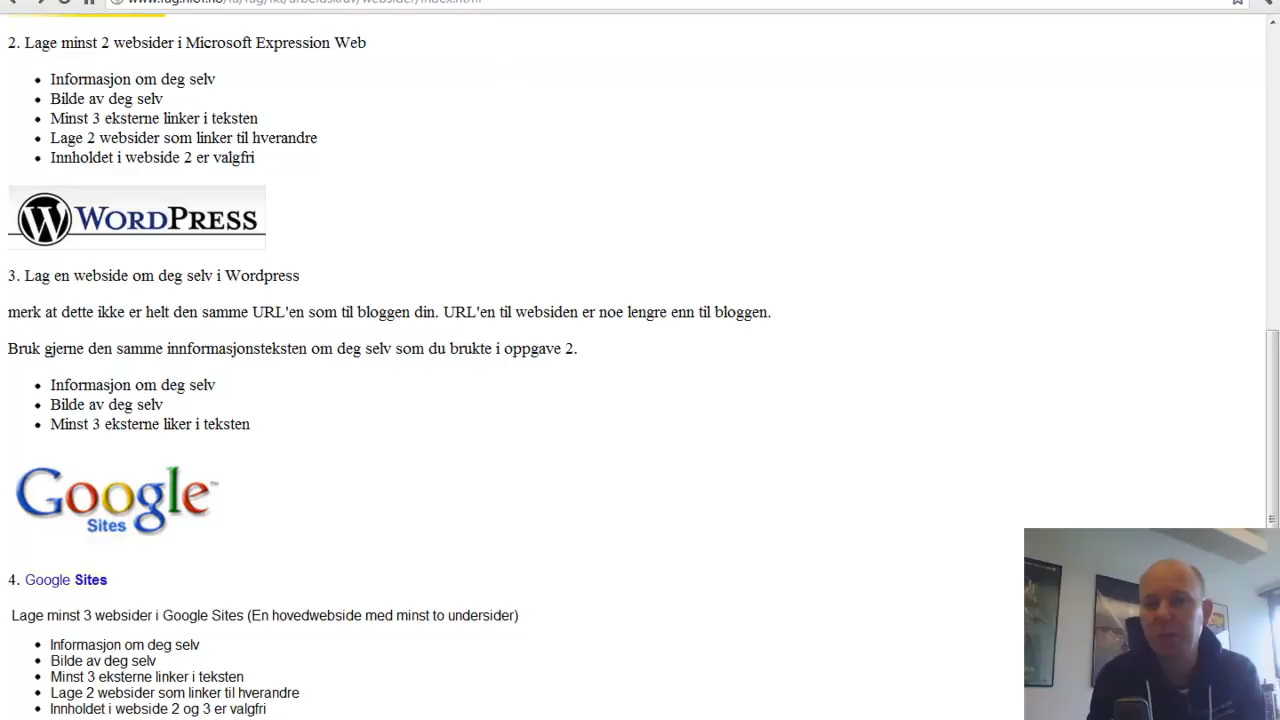 2. Lage minst 2 websider i Microsoft Expression Web
Informasjon om deg selv
Bilde av deg selv
Minst 3 eksterne linker i teksten
Lage 2 websider som linker til hverandre
Innholdet i webside 2 er valgfri
WORDPRESS
3. Lag en webside om deg selv i Wordpress
merk at dette ikke er helt den samme URL'en som til bloggen din. URL'en til websiden er noe lengre enn til bloggen.
Bruk gjerne den samme innformasjonsteksten om deg selv som du brukte i oppgave 2.
Informasjon om deg selv
Bilde av deg selv
Minst 3 eksterne liker i teksten
Google™
Sites
4. Google Sites
Lage minst 3 websider i Google Sites (En hovedwebside med minst to undersider)
Informasjon om deg selv
Bilde av deg selv
Minst 3 eksterne linker i teksten
Lage 2 websider som linker til hverandre
Innholdet i webside 2 og 3 er valgfri